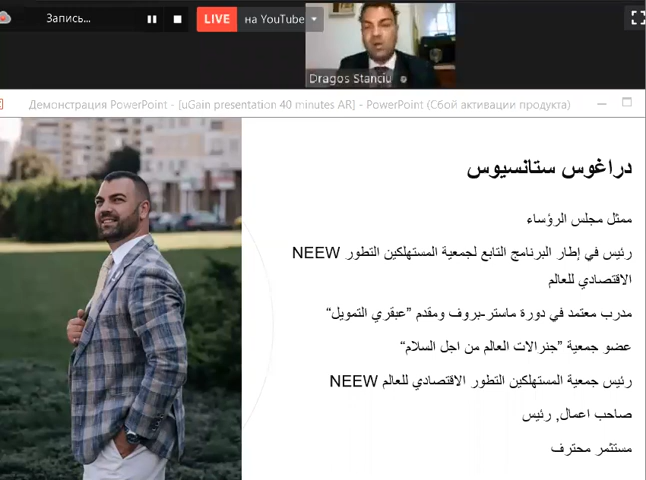 Запись...
LIVE на YouTube
Dragos Stanciu
Демонстрация PowerPoint - [uGain presentation 40 minutes AR] - PowerPoint (Сбой активации продукта)
دراغوس ستانسيوس
ممثل مجلس الرؤساء
رئيس في إطار البرنامج التابع لجمعية المستهلكين التطور NEEW
الاقتصادي للعالم
مدرب معتمد في دورة ماستر-بروف ومقدم ”عبقري التمويل“
عضو جمعية ”جنرالات العالم من اجل السلام“
رئيس جمعية المستهلكين التطور الاقتصادي للعالم NEEW
صاحب اعمال, رئيس
مستثمر محترف